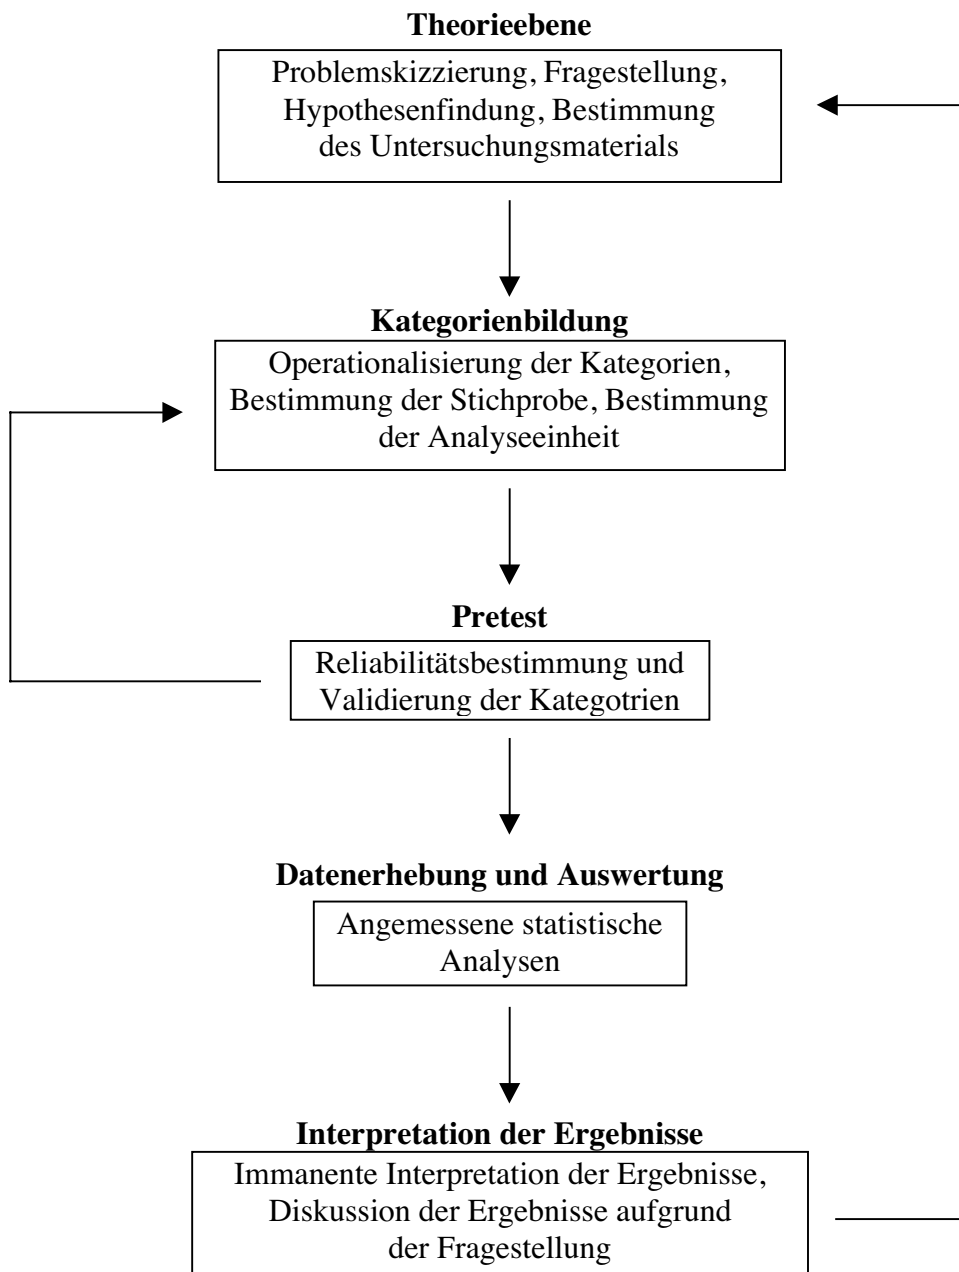 Theorieebene
Problemskizzierung, Fragestellung,
Hypothesenfindung, Bestimmung
des Untersuchungsmaterials
Kategorienbildung
Operationalisierung der Kategorien,
Bestimmung der Stichprobe, Bestimmung
der Analyseeinheit
Pretest
Reliabilitätsbestimmung und
Validierung der Kategotrien
Datenerhebung und Auswertung
Angemessene statistische
Analysen
Interpretation der Ergebnisse
Immanente Interpretation der Ergebnisse,
Diskussion der Ergebnisse aufgrund
der Fragestellung